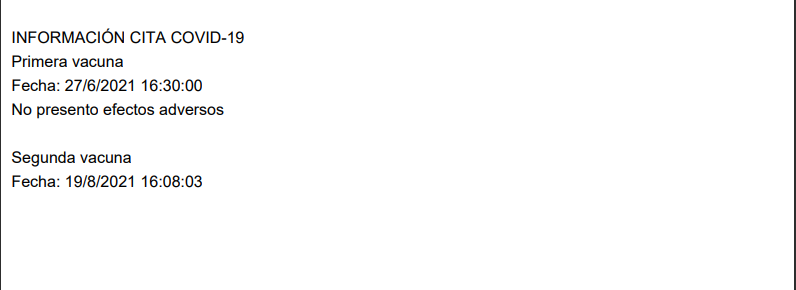 INFORMACIÓN CITA COVID-19
Primera vacuna
Fecha: 27/6/2021 16:30:00
No presento efectos adversos
Segunda vacuna
Fecha: 19/8/2021 16:08:03